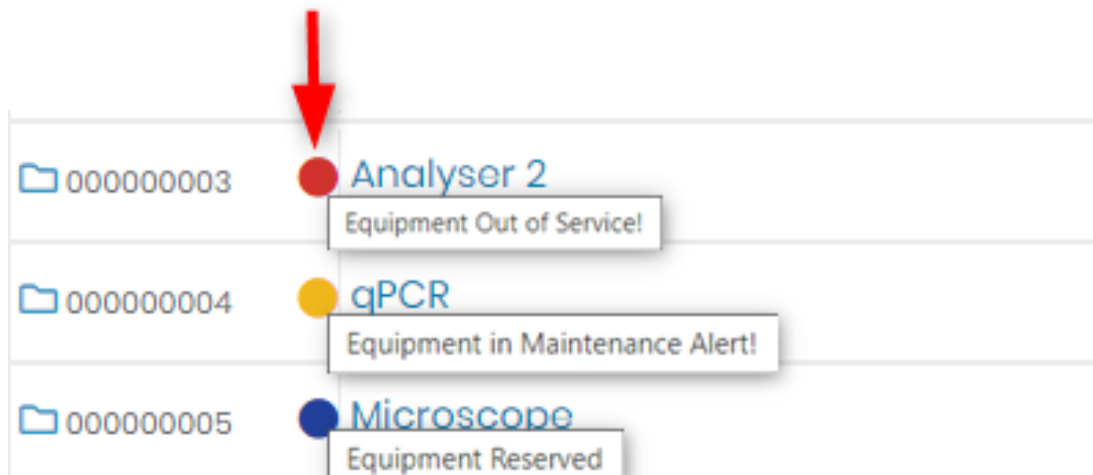 000000003 Analyser 2
Equipment Out of Service!
000000004 qPCR
Equipment in Maintenance Alert!
000000005 Microscope
Equipment Reserved